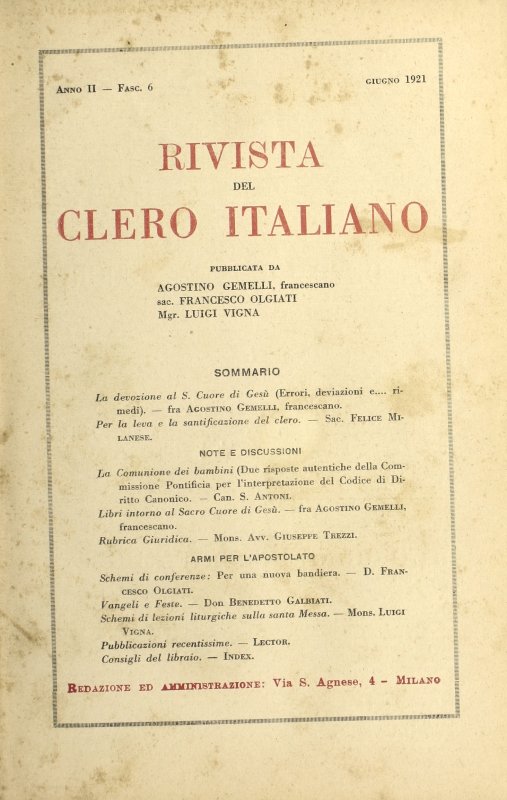 ANNO II — FASC. 6
GIUGNO 1921
RIVISTA
DEL
CLERO ITALIANO
PUBBLICATA DA
AGOSTINO GEMELLI, francescano
sac. FRANCESCO OLGIATI
Mgr. LUIGI VIGNA
SOMMARIO
La devozione al S. Cuore di Gesù (Errori, deviazioni e.... ri-
medi). — fra AGOSTINO GEMELLI, francescano.
Per la leva e la santificazione del clero. — Sac. FELICE MI-
LANESE.
NOTE E DISCUSSIONI
La Comunione dei bambini (Due risposte autentiche della Com-
missione Pontificia per l'interpretazione del Codice di Di-
ritto Canonico. — Can. S. ANTONI.
Libri intorno al Sacro Cuore di Gesù. — fra AGOSTINO GEMELLI,
francescano.
Rubrica Giuridica. — Mons. Avv. GIUSEPPE TREZZI.
ARMI PER L'APOSTOLATO
Schemi di conferenze: Per una nuova bandiera. — D. FRAN-
CESCO OLGIATI.
Vangeli e Feste. — Don BENEDETTO GALBIATI.
Schemi di lezioni liturgiche sulla santa Messa. — Mons. LUIGI
VIGNA.
Pubblicazioni recentissime. — LECTOR.
Consigli del libraio. — INDEX.
REDAZIONE ED AMMINISTRAZIONE: Via S. Agnese, 4 - MILANO